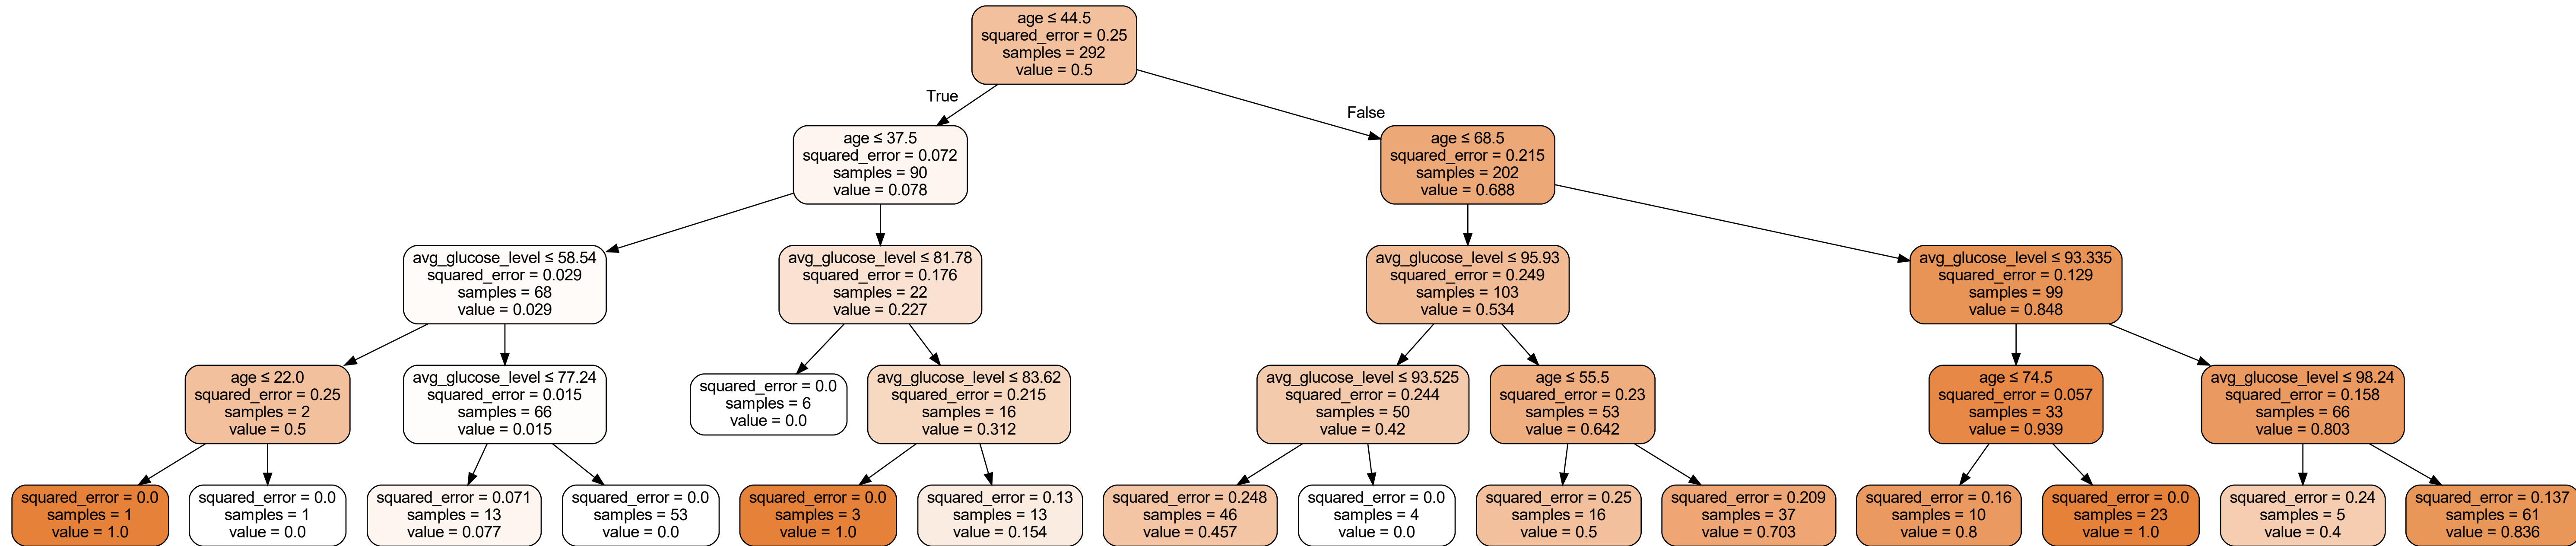 age ≤ 44.5
squared_error = 0.25
samples = 292
value = 0.5
True
False
age ≤ 37.5
squared_error = 0.072
samples = 90
value = 0.078
age ≤ 68.5
squared_error = 0.215
samples = 202
value = 0.688
avg_glucose_level ≤ 58.54
squared_error = 0.029
samples = 68
value = 0.029
avg_glucose_level ≤ 81.78
squared_error = 0.176
samples = 22
value = 0.227
avg_glucose_level ≤ 95.93
squared_error = 0.249
samples = 103
value = 0.534
avg_glucose_level ≤ 93.335
squared_error = 0.129
samples = 99
value = 0.848
age ≤ 22.0
squared_error = 0.25
samples = 2
value = 0.5
avg_glucose_level ≤ 77.24
squared_error = 0.015
samples = 66
value = 0.015
squared_error = 0.0
samples = 6
value = 0.0
avg_glucose_level ≤ 83.62
squared_error = 0.215
samples = 16
value = 0.312
avg_glucose_level ≤ 93.525
squared_error = 0.244
samples = 50
value = 0.42
age ≤ 55.5
squared_error = 0.23
samples = 53
value = 0.642
age ≤ 74.5
squared_error = 0.057
samples = 33
value = 0.939
avg_glucose_level ≤ 98.24
squared_error = 0.158
samples = 66
value = 0.803
squared_error = 0.0
samples = 1
value = 1.0
squared_error = 0.0
samples = 1
value = 0.0
squared_error = 0.071
samples = 13
value = 0.077
squared_error = 0.0
samples = 53
value = 0.0
squared_error = 0.0
samples = 3
value = 1.0
squared_error = 0.13
samples = 13
value = 0.154
squared_error = 0.248
samples = 46
value = 0.457
squared_error = 0.0
samples = 4
value = 0.0
squared_error = 0.25
samples = 16
value = 0.5
squared_error = 0.209
samples = 37
value = 0.703
squared_error = 0.16
samples = 10
value = 0.8
squared_error = 0.0
samples = 23
value = 1.0
squared_error = 0.24
samples = 5
value = 0.4
squared_error = 0.137
samples = 61
value = 0.836